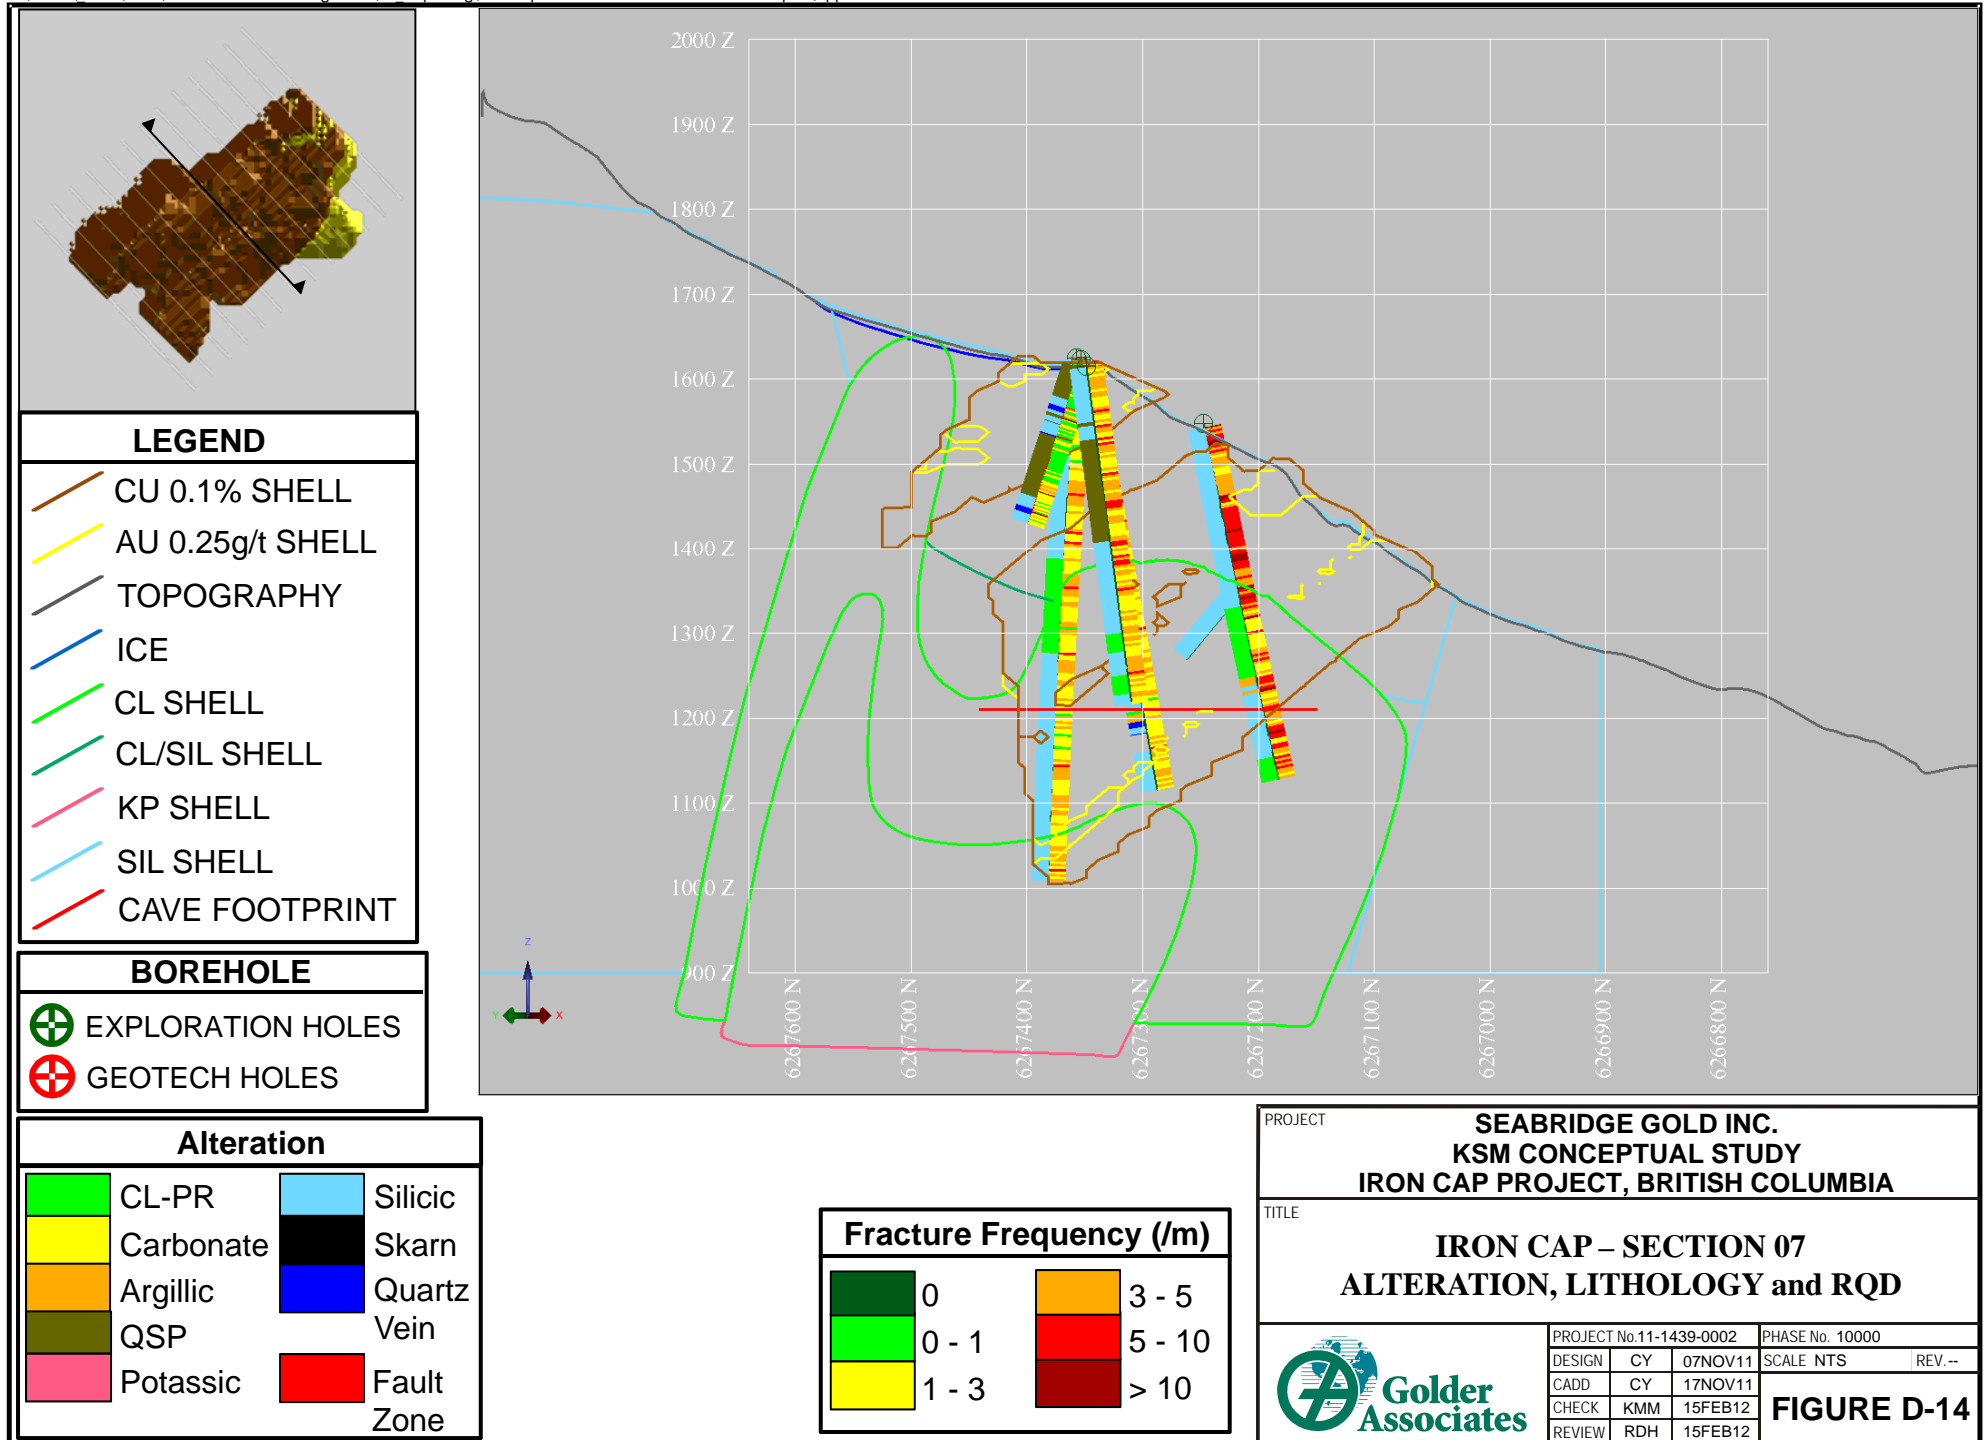 2000 Z
1900 Z
1800 Z
1700 Z
1600 Z
1500 Z
1400 Z
1300 Z
1200 Z
1100 Z
1000 Z
900 Z
6267600 N
6267500 N
6267400 N
6267300 N
6267200 N
6267100 N
6267000 N
6266900 N
6266800 N
Z
Y
X
LEGEND
CU 0.1% SHELL
AU 0.25g/t SHELL
TOPOGRAPHY
ICE
CL SHELL
CL/SIL SHELL
KP SHELL
SIL SHELL
CAVE FOOTPRINT
BOREHOLE
EXPLORATION HOLES
GEOTECH HOLES
Alteration
CL-PR
Carbonate
Argillic
QSP
Potassic
Silicic
Skarn
Quartz
Vein
Fault
Zone
Fracture Frequency (/m)
0
0 - 1
1 - 3
3 - 5
5 - 10
> 10
PROJECT
SEABRIDGE GOLD INC.
KSM CONCEPTUAL STUDY
IRON CAP PROJECT, BRITISH COLUMBIA
TITLE
IRON CAP – SECTION 07
ALTERATION, LITHOLOGY and RQD
Golder
Associates
PROJECT No.11-1439-0002 PHASE No. 10000
DESIGN CY 07NOV11 SCALE NTS REV.--
CADD CY 17NOV11
CHECK KMM 15FEB12
REVIEW RDH 15FEB12
FIGURE D-14